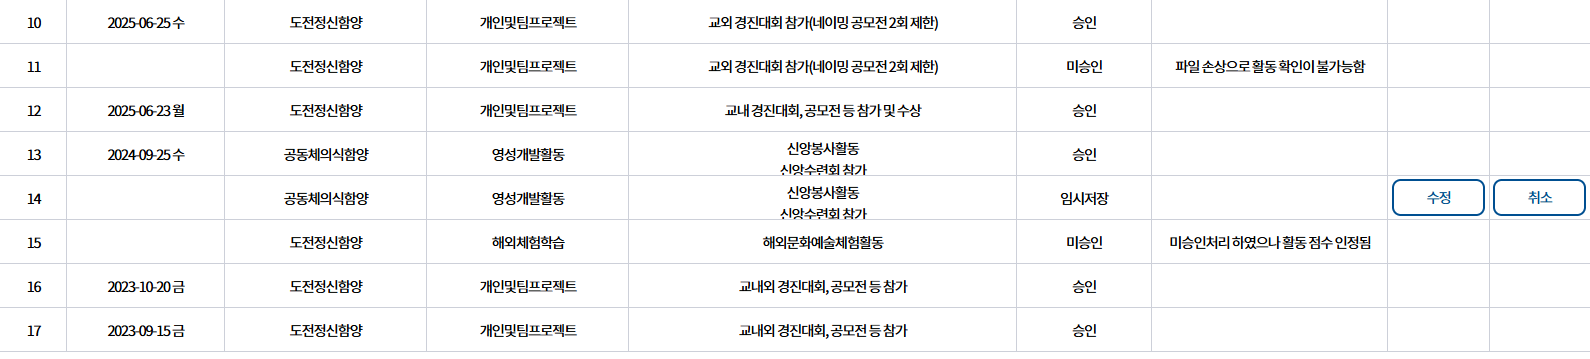 10 2025-06-25 수 도전정신함양 개인및팀프로젝트 교외 경진대회 참가(네이밍 공모전 2회 제한) 승인
11 도전정신함양 개인및팀프로젝트 교외 경진대회 참가(네이밍 공모전 2회 제한) 미승인 파일 손상으로 활동 확인이 불가능함
12 2025-06-23 월 도전정신함양 개인및팀프로젝트 교내 경진대회, 공모전 등 참가 및 수상 승인
13 2024-09-25 수 공동체의식함양 영성개발활동 신앙봉사활동 승인
신앙수련회 참가
14 공동체의식함양 영성개발활동 신앙봉사활동 임시저장 수정 취소
신앙수련회 참가
15 도전정신함양 해외체험학습 해외문화예술체험활동 미승인 미승인처리 하였으나 활동 점수 인정됨
16 2023-10-20 금 도전정신함양 개인및팀프로젝트 교내외 경진대회, 공모전 등 참가 승인
17 2023-09-15 금 도전정신함양 개인및팀프로젝트 교내외 경진대회, 공모전 등 참가 승인